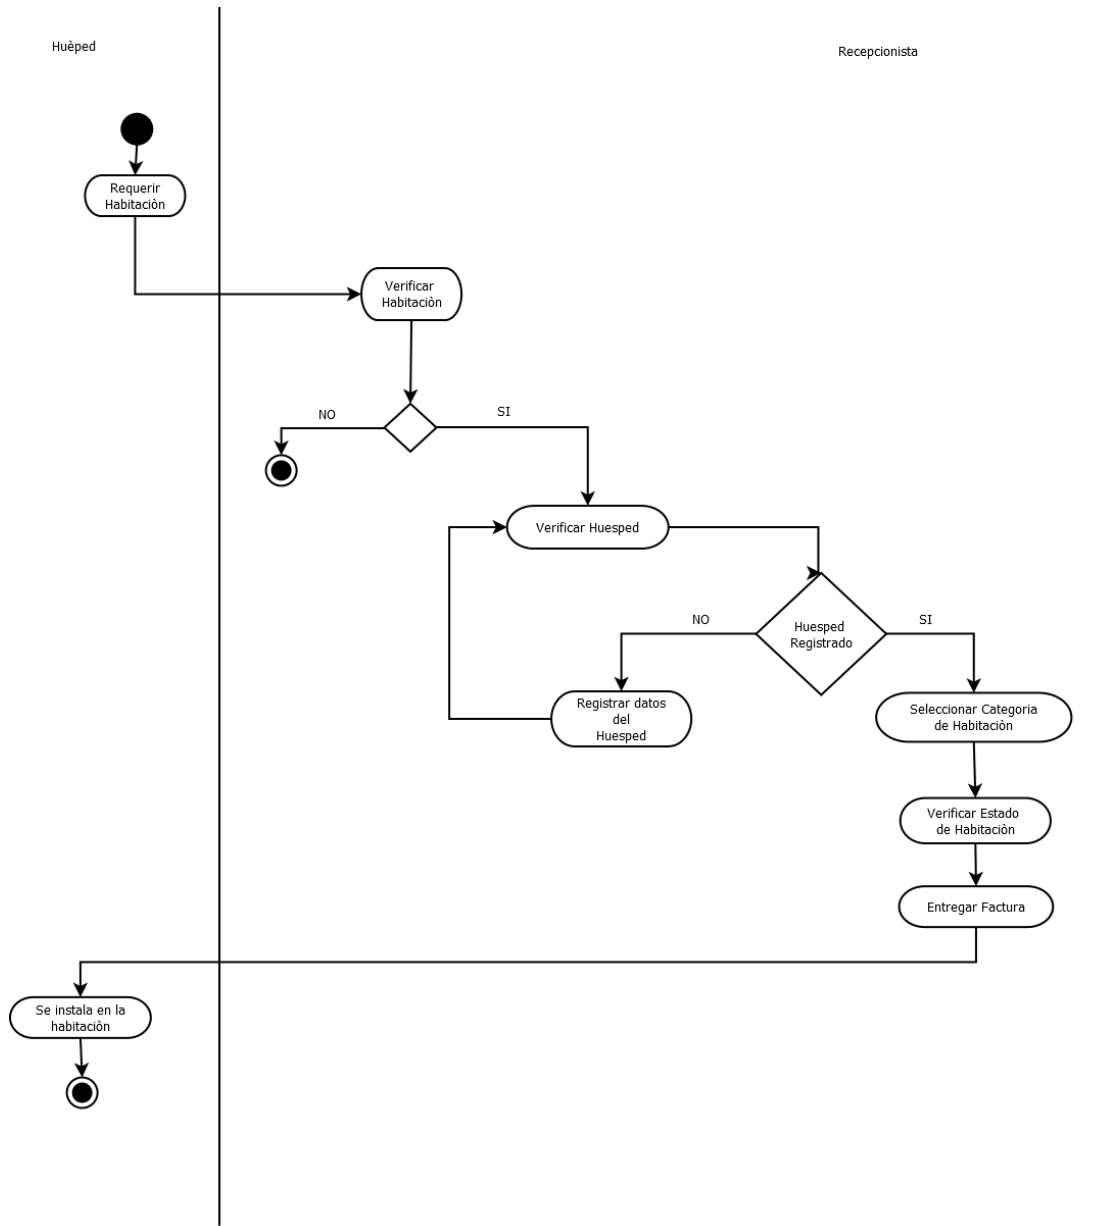 Huèped
Recepcionista
Requerir
Habitaciòn
Verificar
Habitaciòn
NO
SI
Verificar Huesped
NO
Huesped
Registrado
SI
Registrar datos
del
Huesped
Seleccionar Categoria
de Habitaciòn
Verificar Estado
de Habitaciòn
Entregar Factura
Se instala en la
habitaciòn